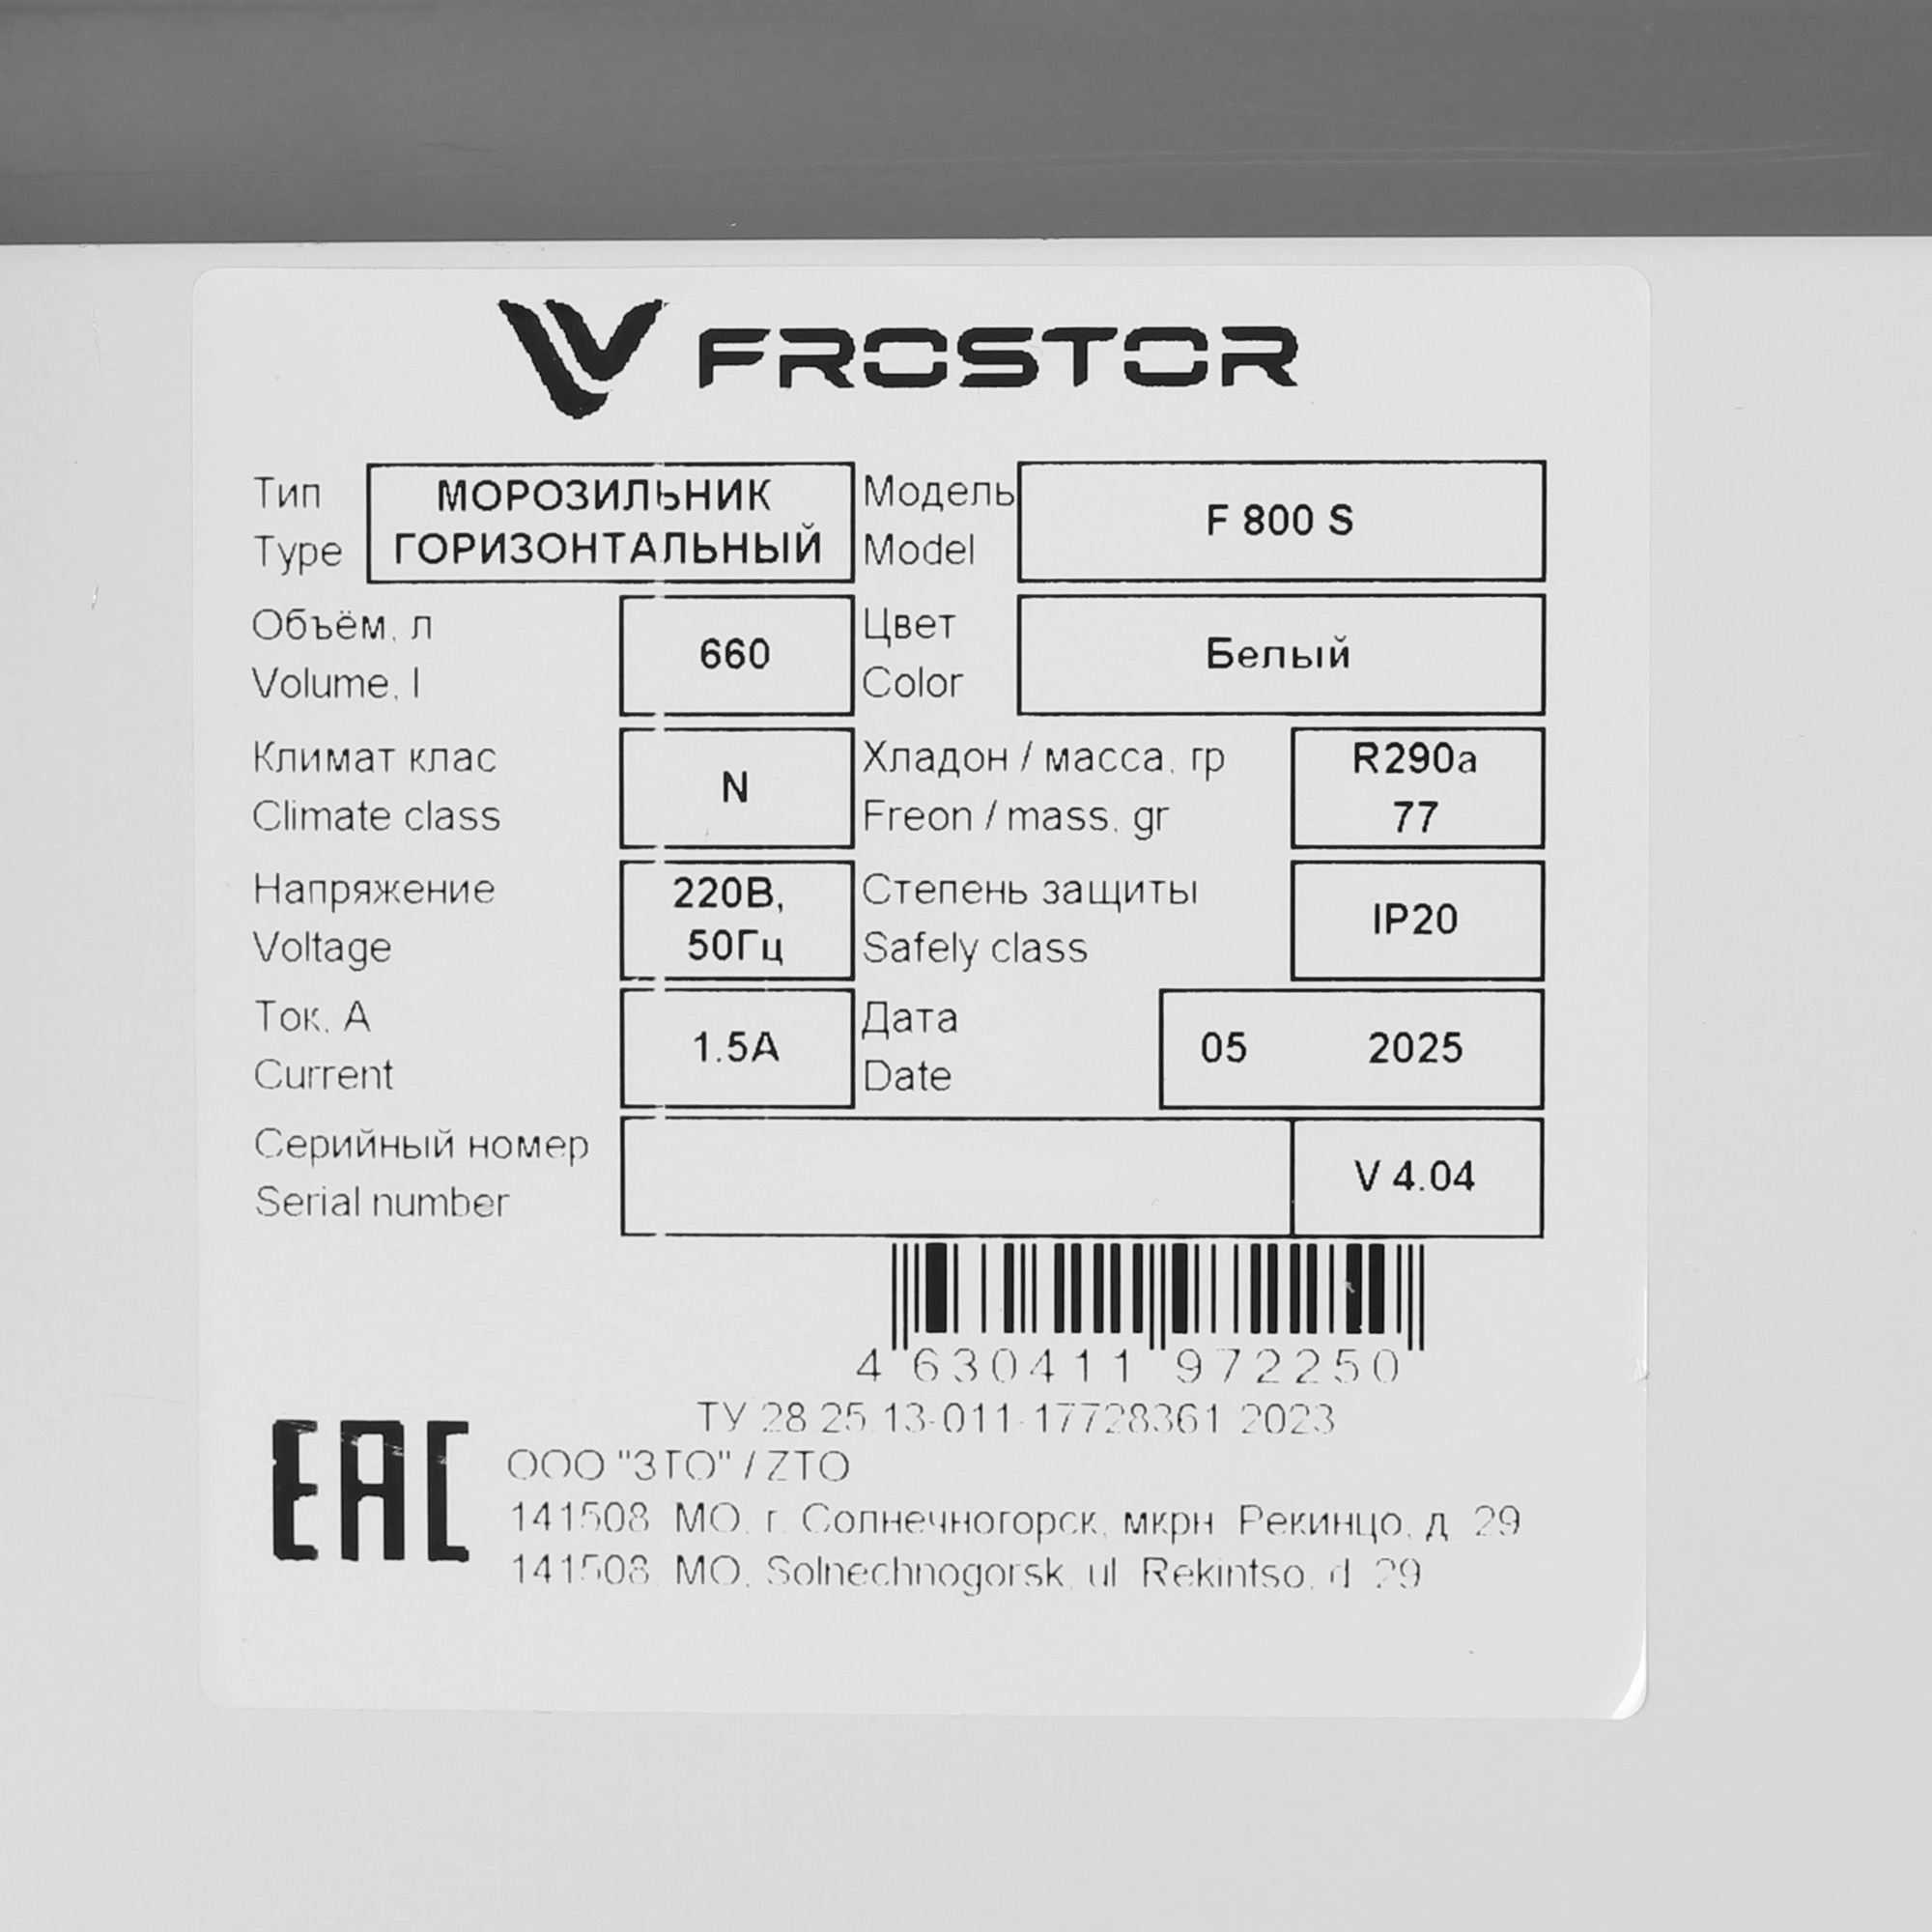 FROSTOR
Тип МОРОЗИЛЬНИК Модель
Type ГОРИЗОНТАЛЬНЫЙ Model F 800 S
Объём, л Цвет
Volume, l 660 Color Белый
Климат клас Хладон / масса, гр R290a
Climate class N Freon / mass, gr 77
Напряжение 220В, Степень защиты
Voltage 50Гц Safely class IP20
Ток, А Дата
Current 1.5A Date 05 2025
Серийный номер
Serial number V 4.04
4 630411 972250
ТУ 28.25.13-011-17728361 2023
EAC
ООО "ЗТО" / ZTO
141508, МО, г. Солнечногорск, мкрн Рекинцо, д. 29
141508, MO, Solnechnogorsk, ul. Rekintso, d. 29